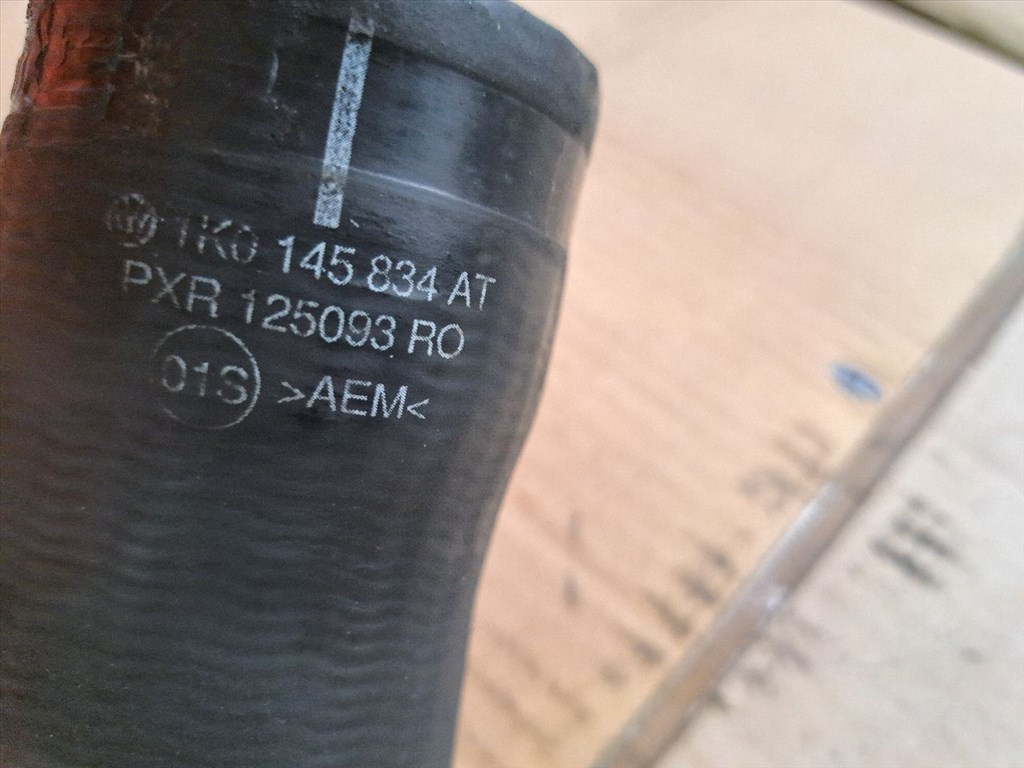 1K0 145 834 AT
PXR 125093 RO
01S >AEM<